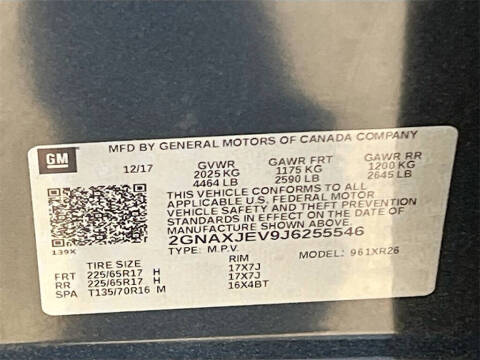 GM
MFD BY GENERAL MOTORS OF CANADA COMPANY
12/17 GVWR GAWR FRT GAWR RR
2025 KG 1175 KG 1200 KG
4464 LB 2590 LB 2645 LB
THIS VEHICLE CONFORMS TO ALL
APPLICABLE U.S. FEDERAL MOTOR
VEHICLE SAFETY AND THEFT PREVENTION
STANDARDS IN EFFECT ON THE DATE OF
MANUFACTURE SHOWN ABOVE.
2GNAXJEV9J6255546
139X
TYPE: M.P.V. MODEL: 961XR26
TIRE SIZE RIM
FRT 225/65R17 H 17X7J
RR 225/65R17 H 17X7J
SPA T135/70R16 M 16X4BT